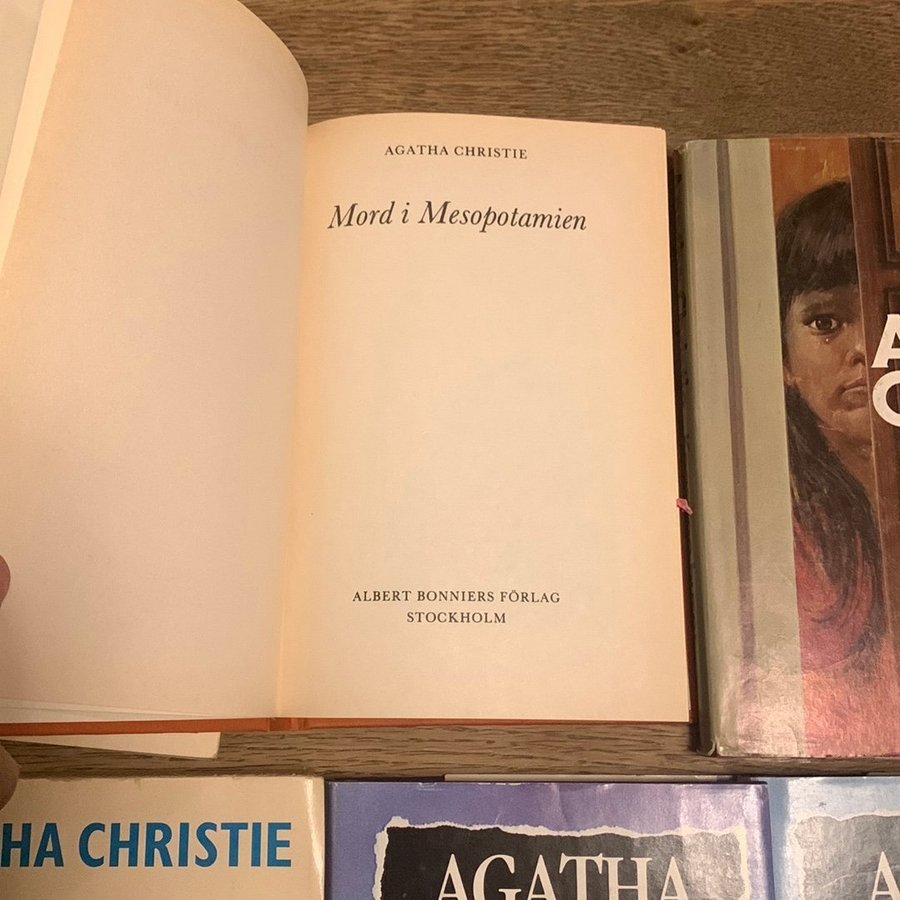 AGATHA CHRISTIE
Mord i Mesopotamien
ALBERT BONNIERS FÖRLAG
STOCKHOLM
HA CHRISTIE
AGATHA